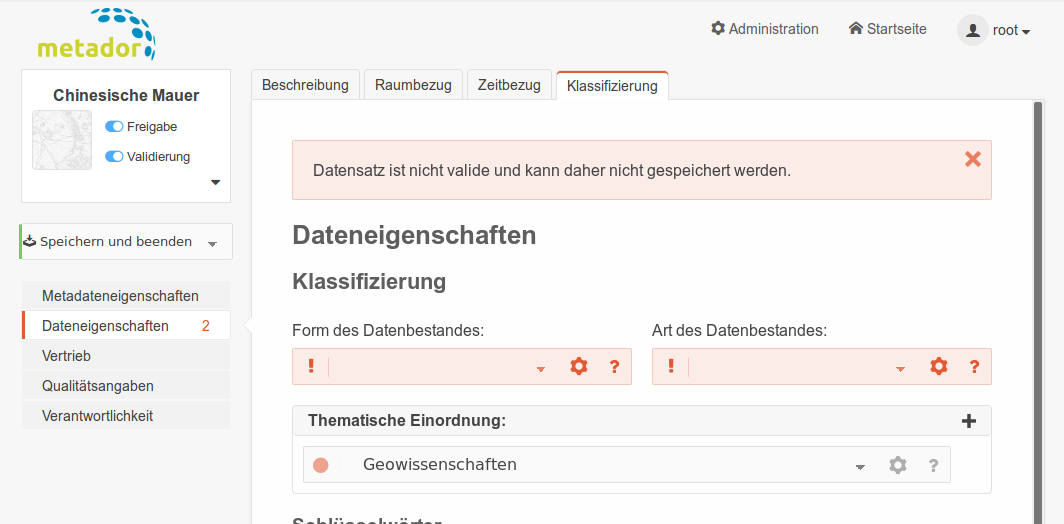 metador
Administration
Startseite
root
Chinesische Mauer
Freigabe
Validierung
Speichern und beenden
Metadateneigenschaften
Dateneigenschaften 2
Vertrieb
Qualitätsangaben
Verantwortlichkeit
Beschreibung
Raumbezug
Zeitbezug
Klassifizierung
Datensatz ist nicht valide und kann daher nicht gespeichert werden.
Dateneigenschaften
Klassifizierung
Form des Datenbestandes:
Art des Datenbestandes:
! ?
! ?
Thematische Einordnung:
Geowissenschaften ?
Schlüsselwörter